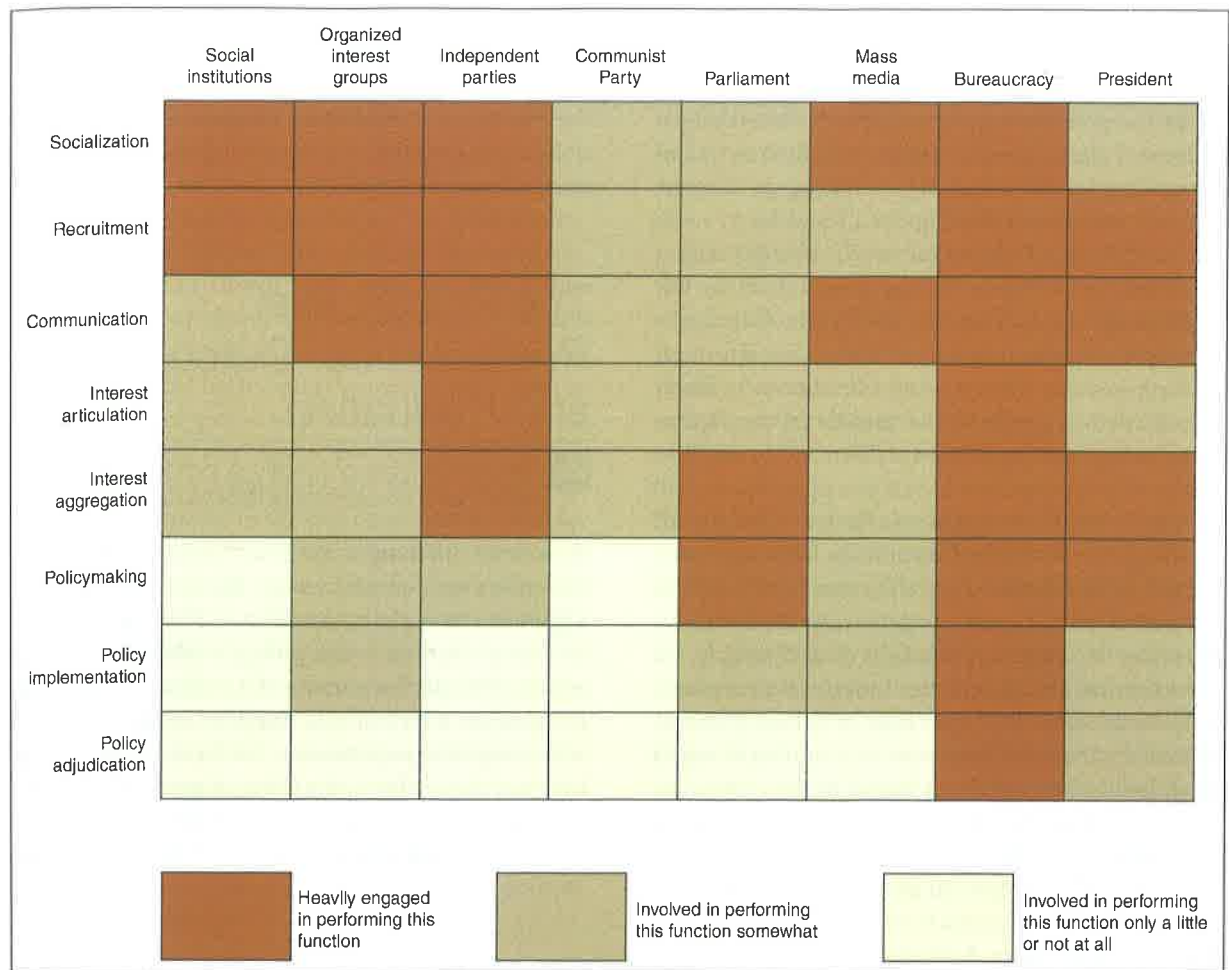 Social
institutions
Organized
interest
groups
Independent
parties
Communist
Party
Parliament
Mass
media
Bureaucracy
President
Socialization
Recruitment
Communication
Interest
articulation
Interest
aggregation
Policymaking
Policy
implementation
Policy
adjudication
Heavily engaged
in performing this
function
Involved in performing
this function somewhat
Involved in performing
this function only a little
or not at all